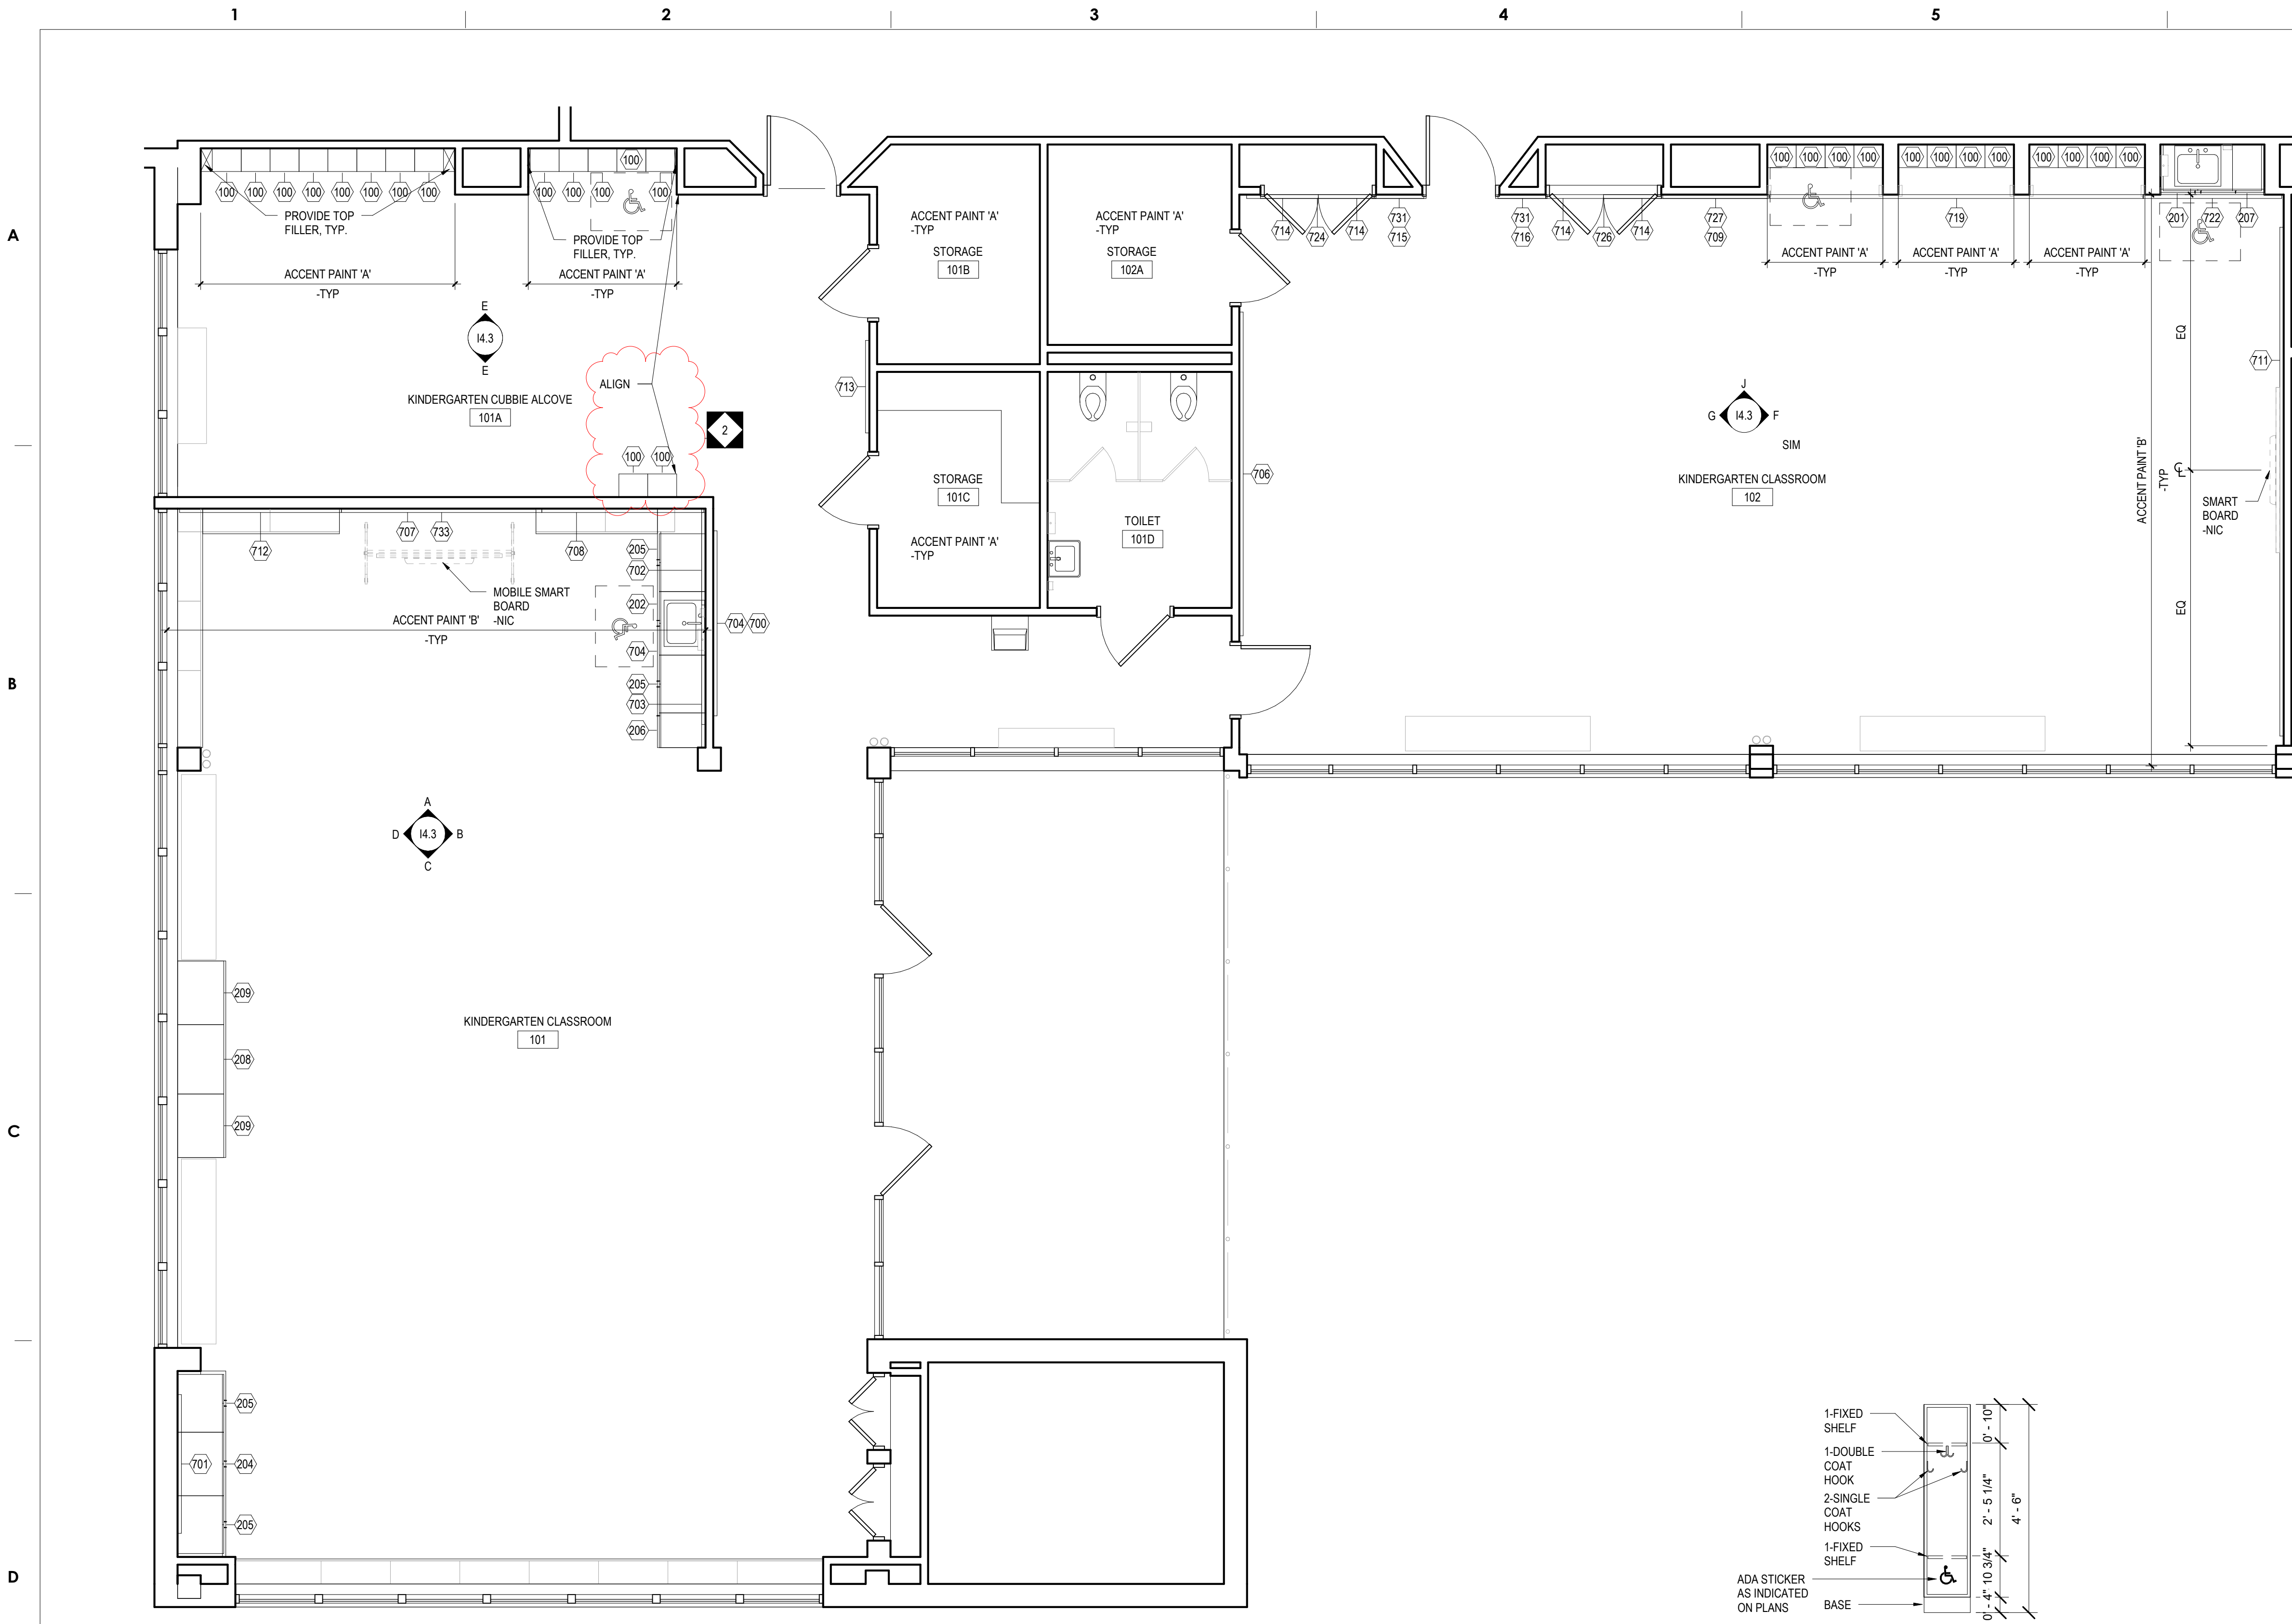 1
2
3
4
5
A
B
C
D
100
100
100
100
100
100
100
100
PROVIDE TOP
FILLER, TYP.
ACCENT PAINT 'A'
-TYP
100
100
100
100
100
PROVIDE TOP
FILLER, TYP.
ACCENT PAINT 'A'
-TYP
E
I4.3
E
KINDERGARTEN CUBBIE ALCOVE
101A
ALIGN
2
100
100
713
ACCENT PAINT 'A'
-TYP
STORAGE
101B
ACCENT PAINT 'A'
-TYP
STORAGE
102A
STORAGE
101C
ACCENT PAINT 'A'
-TYP
TOILET
101D
706
714
724
714
731
715
731
716
714
726
714
727
709
100
100
100
100
100
100
100
100
100
100
100
100
719
ACCENT PAINT 'A'
-TYP
ACCENT PAINT 'A'
-TYP
ACCENT PAINT 'A'
-TYP
201
722
207
EQ
711
J
G
I4.3
F
SIM
KINDERGARTEN CLASSROOM
102
ACCENT PAINT 'B'
-TYP
CL
SMART
BOARD
-NIC
EQ
712
707
733
708
MOBILE SMART
BOARD
-NIC
ACCENT PAINT 'B'
-TYP
205
702
202
704
205
703
206
704
700
A
D
I4.3
B
C
209
208
209
KINDERGARTEN CLASSROOM
101
205
701
204
205
1-FIXED
SHELF
1-DOUBLE
COAT
HOOK
2-SINGLE
COAT
HOOKS
1-FIXED
SHELF
ADA STICKER
AS INDICATED
ON PLANS
BASE
0' - 10"
2' - 5 1/4"
10 3/4"
0' - 4"
4' - 6"